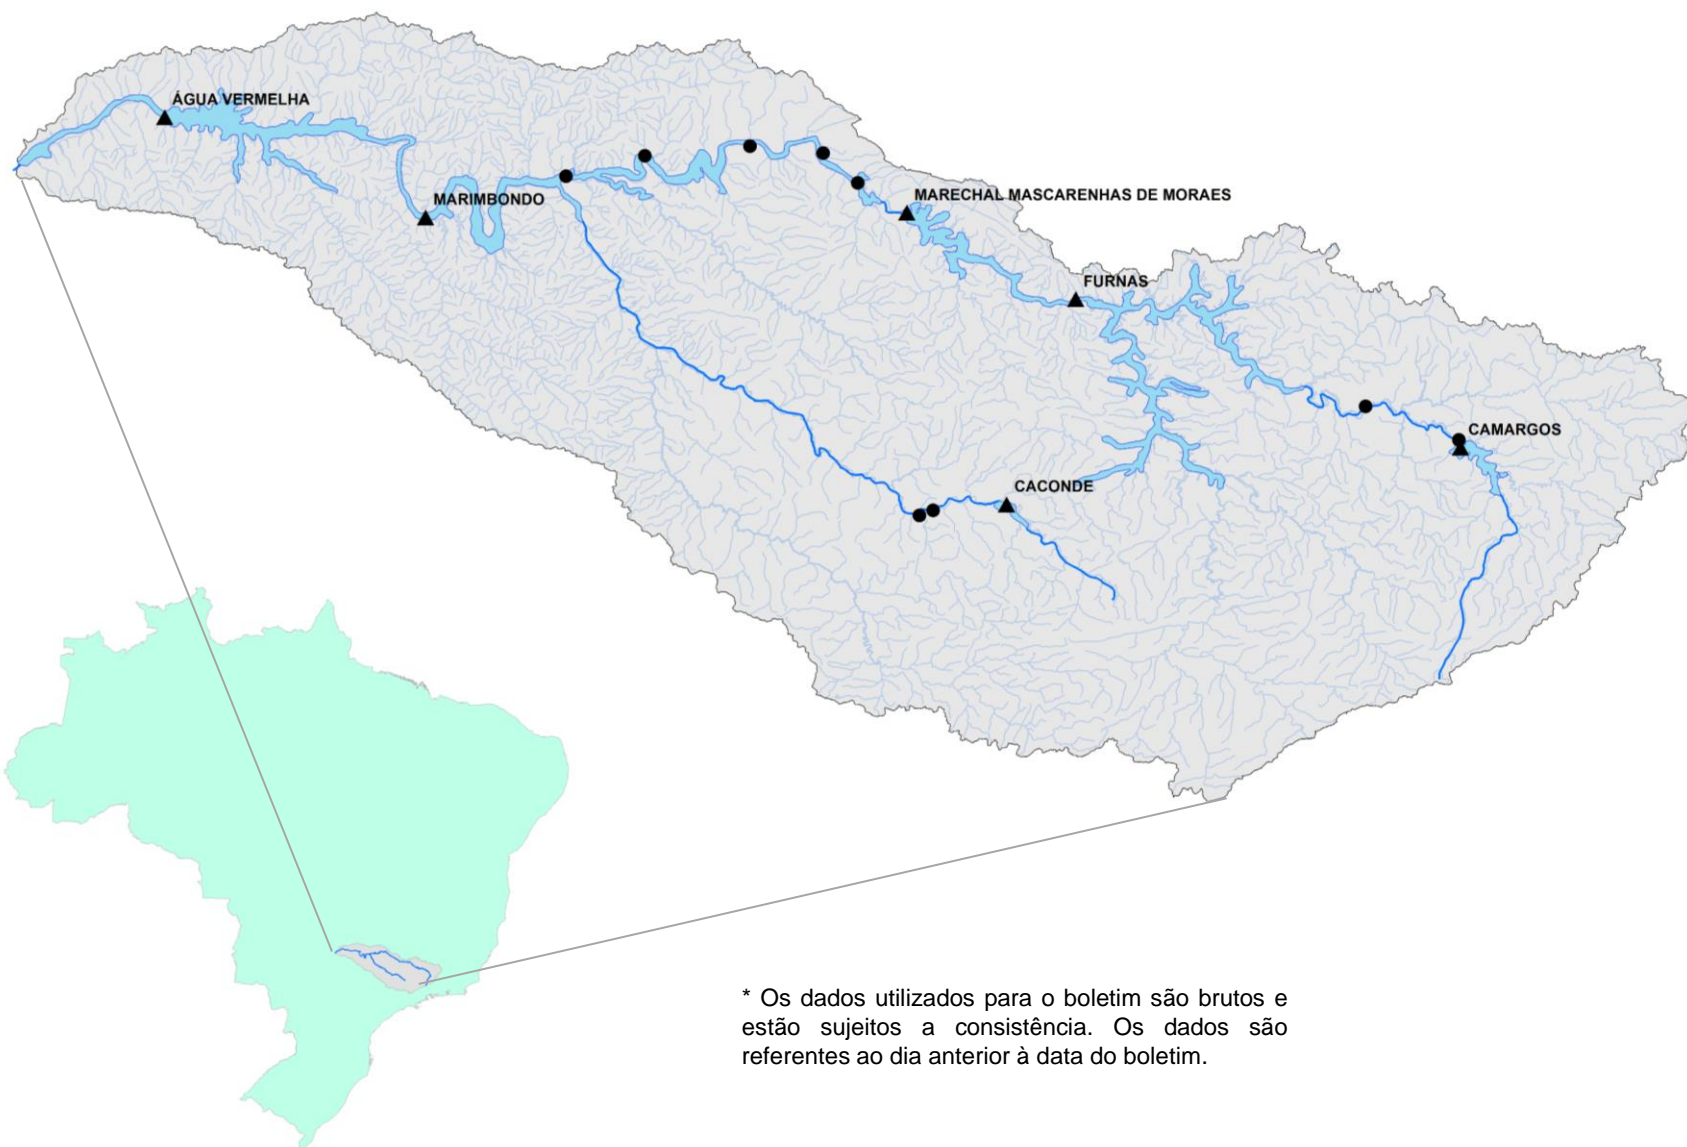 ÁGUA VERMELHA
MARIMBONDO
MARECHAL MASCARENHAS DE MORAES
FURNAS
CAMARGOS
CACONDE
* Os dados utilizados para o boletim são brutos e
estão sujeitos a consistência. Os dados são
referentes ao dia anterior à data do boletim.